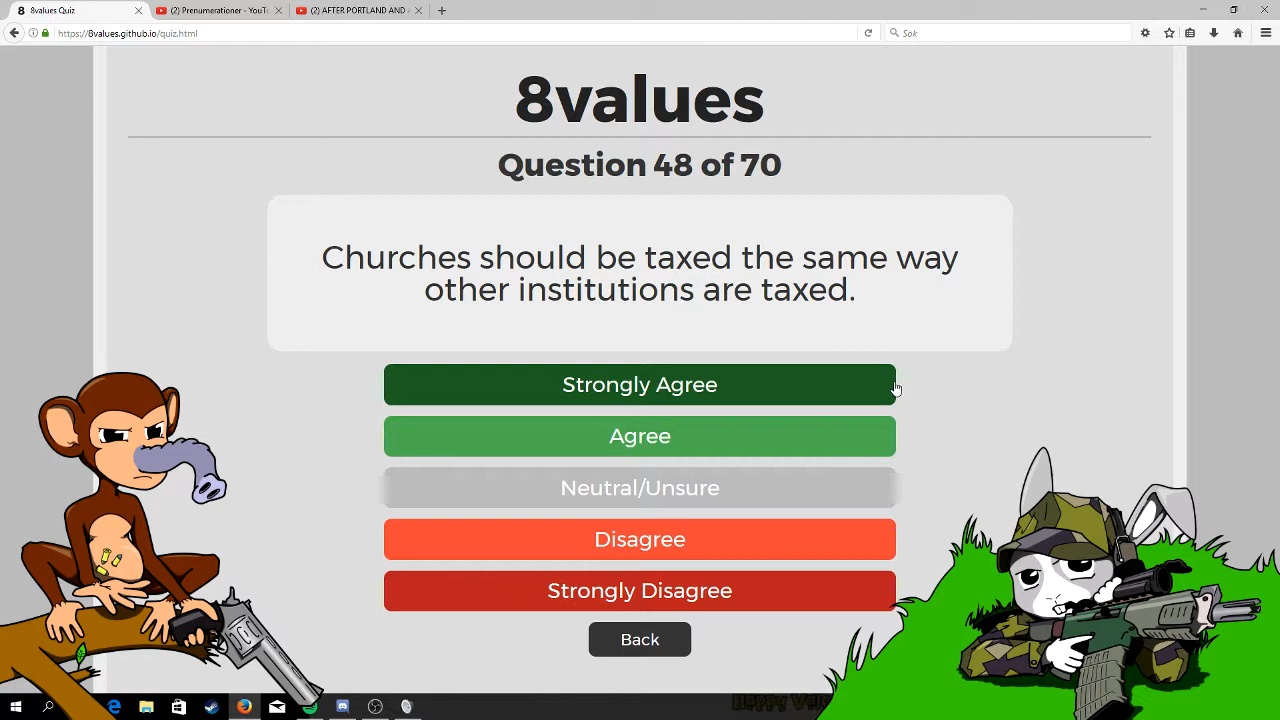 8 8values Quiz
(2) Prenumerationer - YouTu
(2) AFTER PORTLAND AND
https://8values.github.io/quiz.html
Sök
8values
Question 48 of 70
Churches should be taxed the same way
other institutions are taxed.
Strongly Agree
Agree
Neutral/Unsure
Disagree
Strongly Disagree
Back